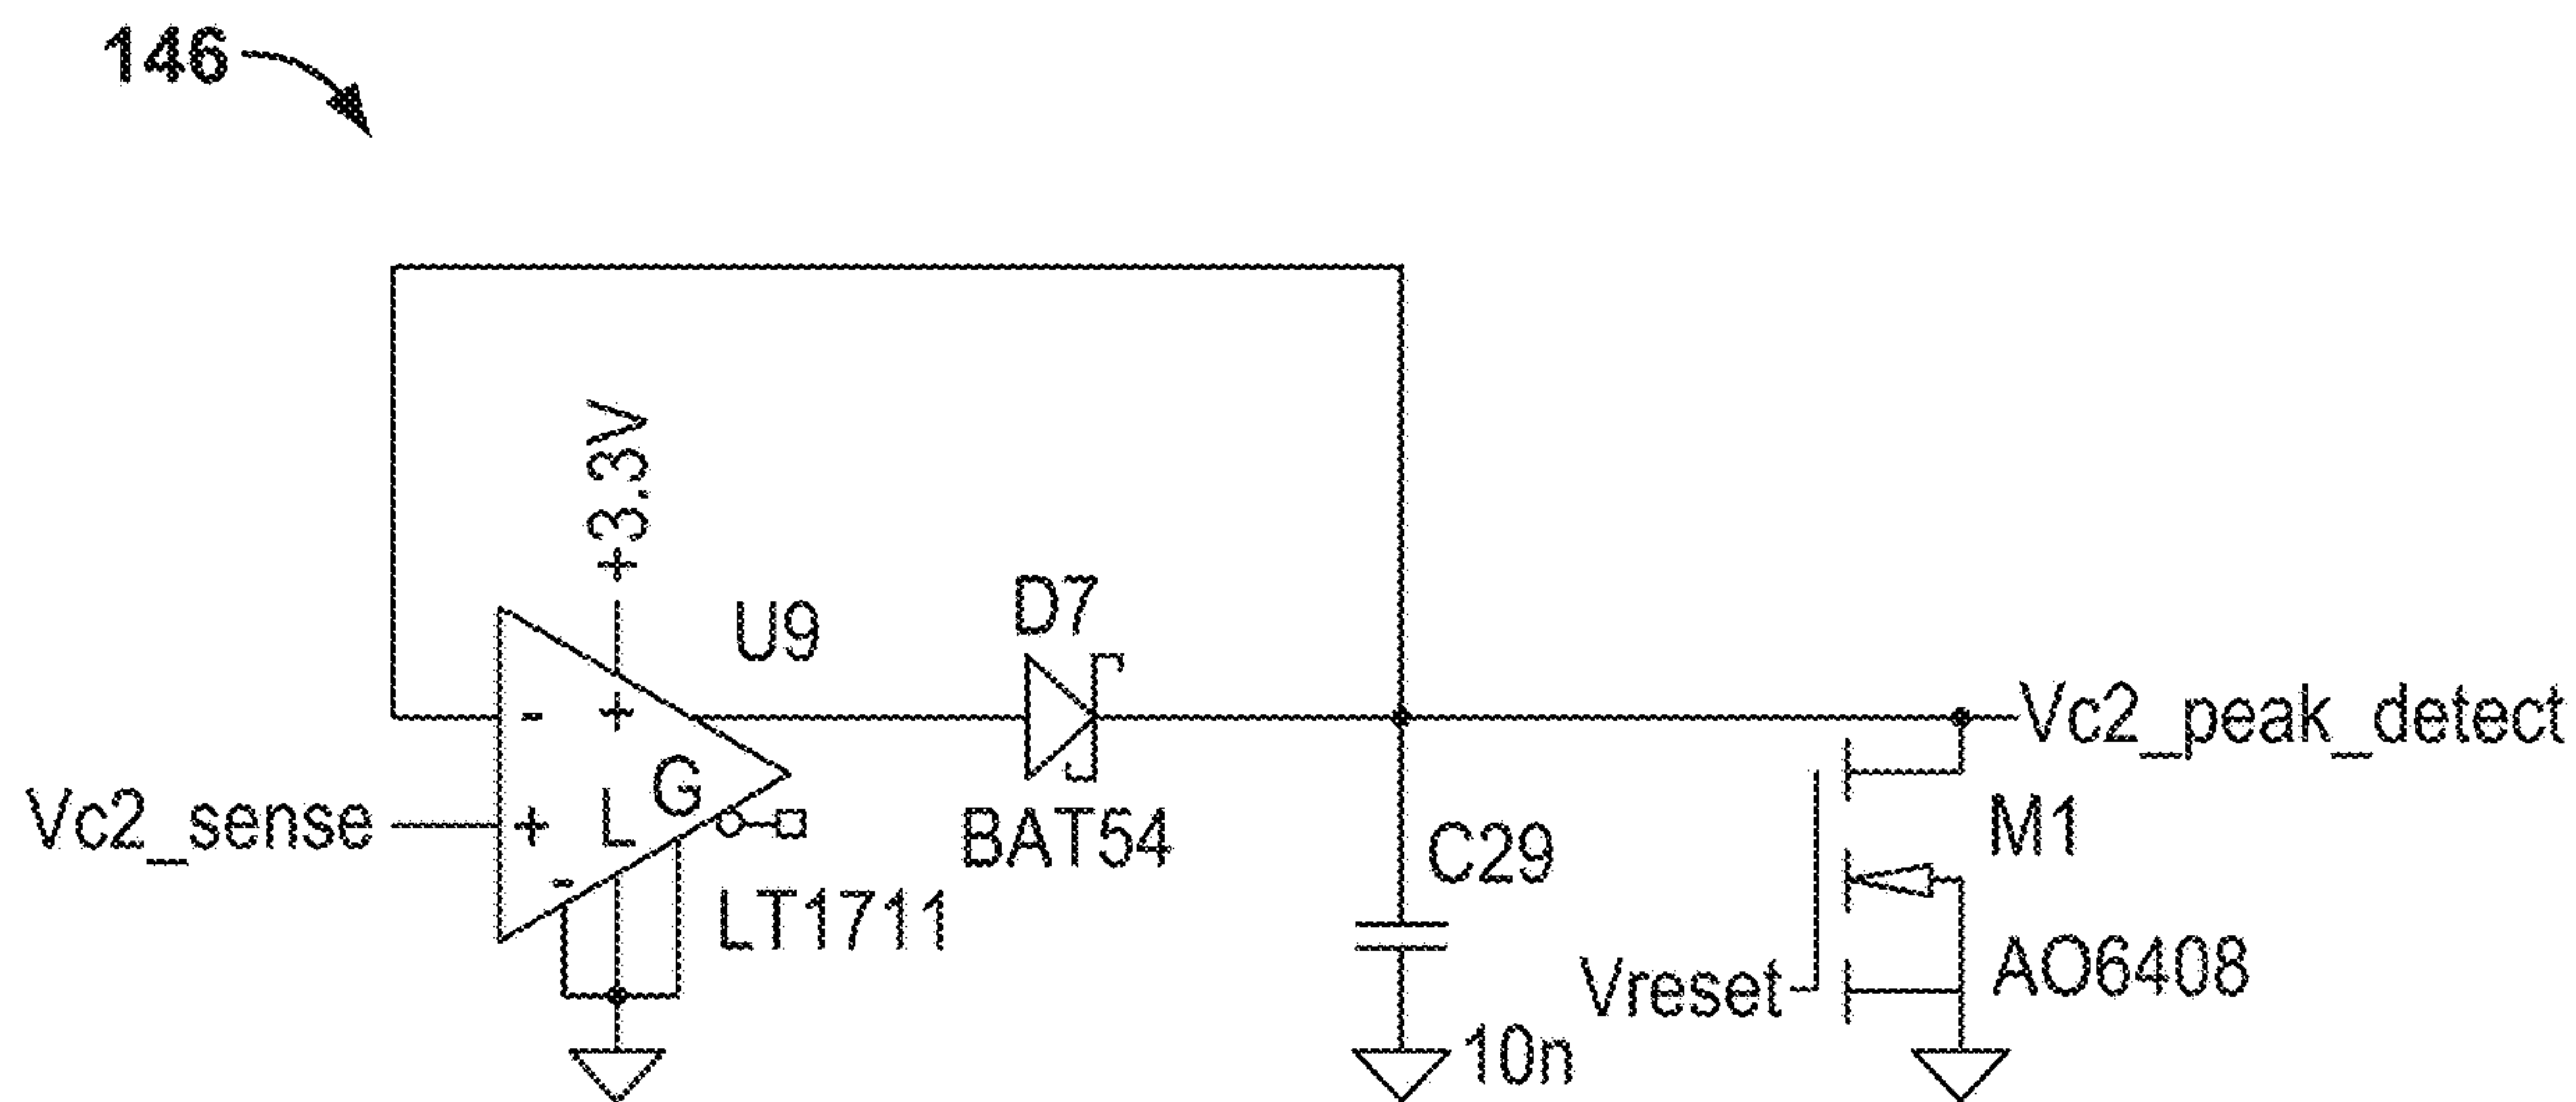 146
+3.3V
U9
D7
- +
Vc2_peak_detect
G
Vc2_sense
+ L
BAT54
C29
M1
-
LT1711
Vreset
AO6408
10n